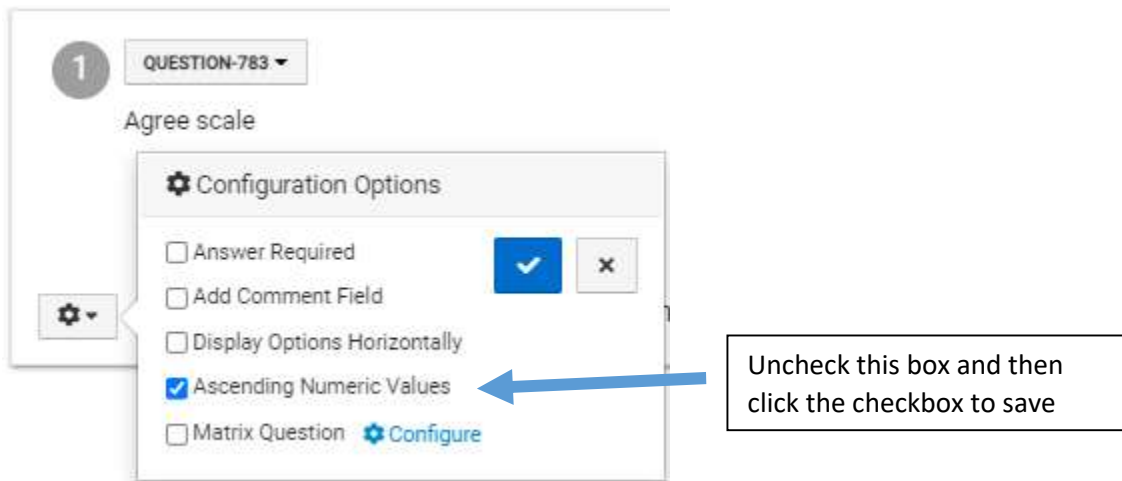 1
QUESTION-783
Agree scale
Configuration Options
Answer Required
Add Comment Field
Display Options Horizontally
Ascending Numeric Values
Matrix Question Configure
Uncheck this box and then
click the checkbox to save